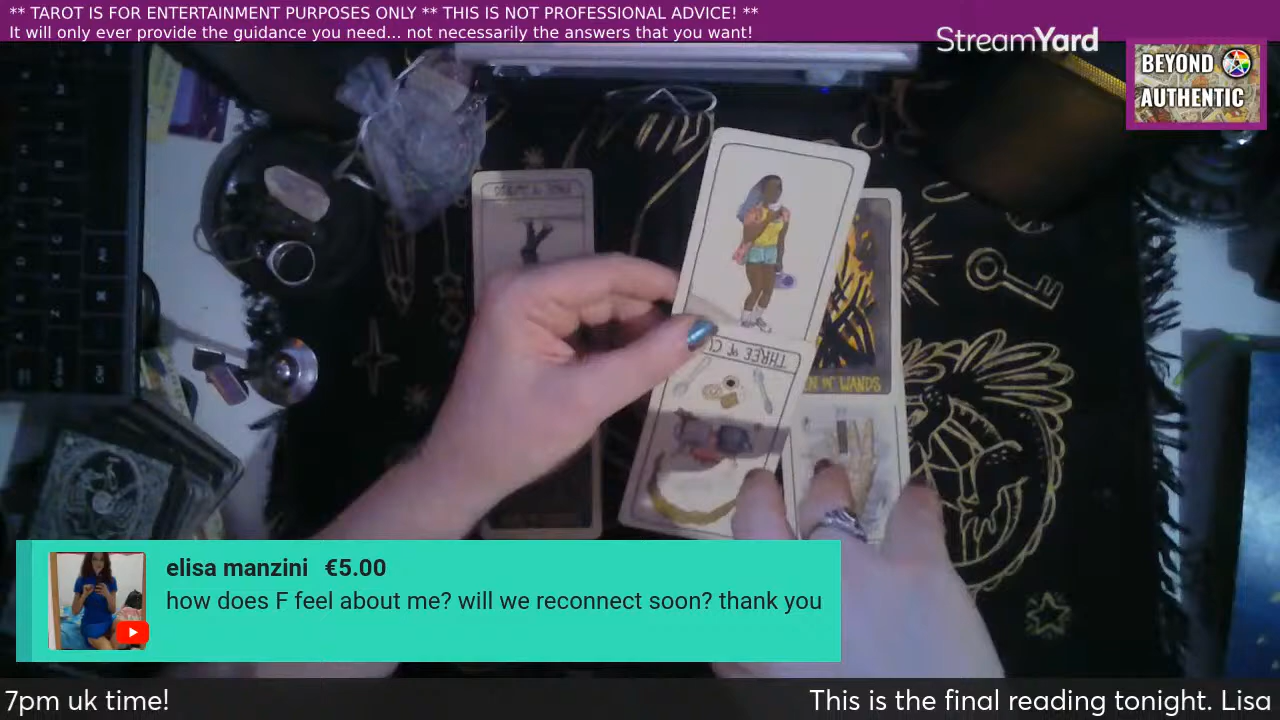 ** TAROT IS FOR ENTERTAINMENT PURPOSES ONLY ** THIS IS NOT PROFESSIONAL ADVICE! **
It will only ever provide the guidance you need... not necessarily the answers that you want!
StreamYard
BEYOND
AUTHENTIC
THREE OF
WANDS
elisa manzini €5.00
how does F feel about me? will we reconnect soon? thank you
7pm uk time!
This is the final reading tonight. Lisa